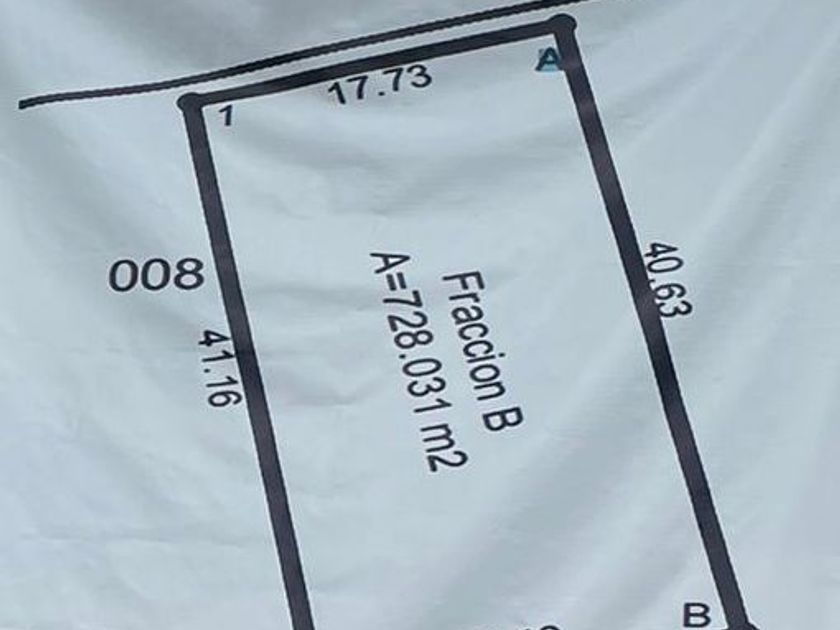 A
17.73
1
008
40.63
Fraccion B
A=728.031 m2
41.16
B